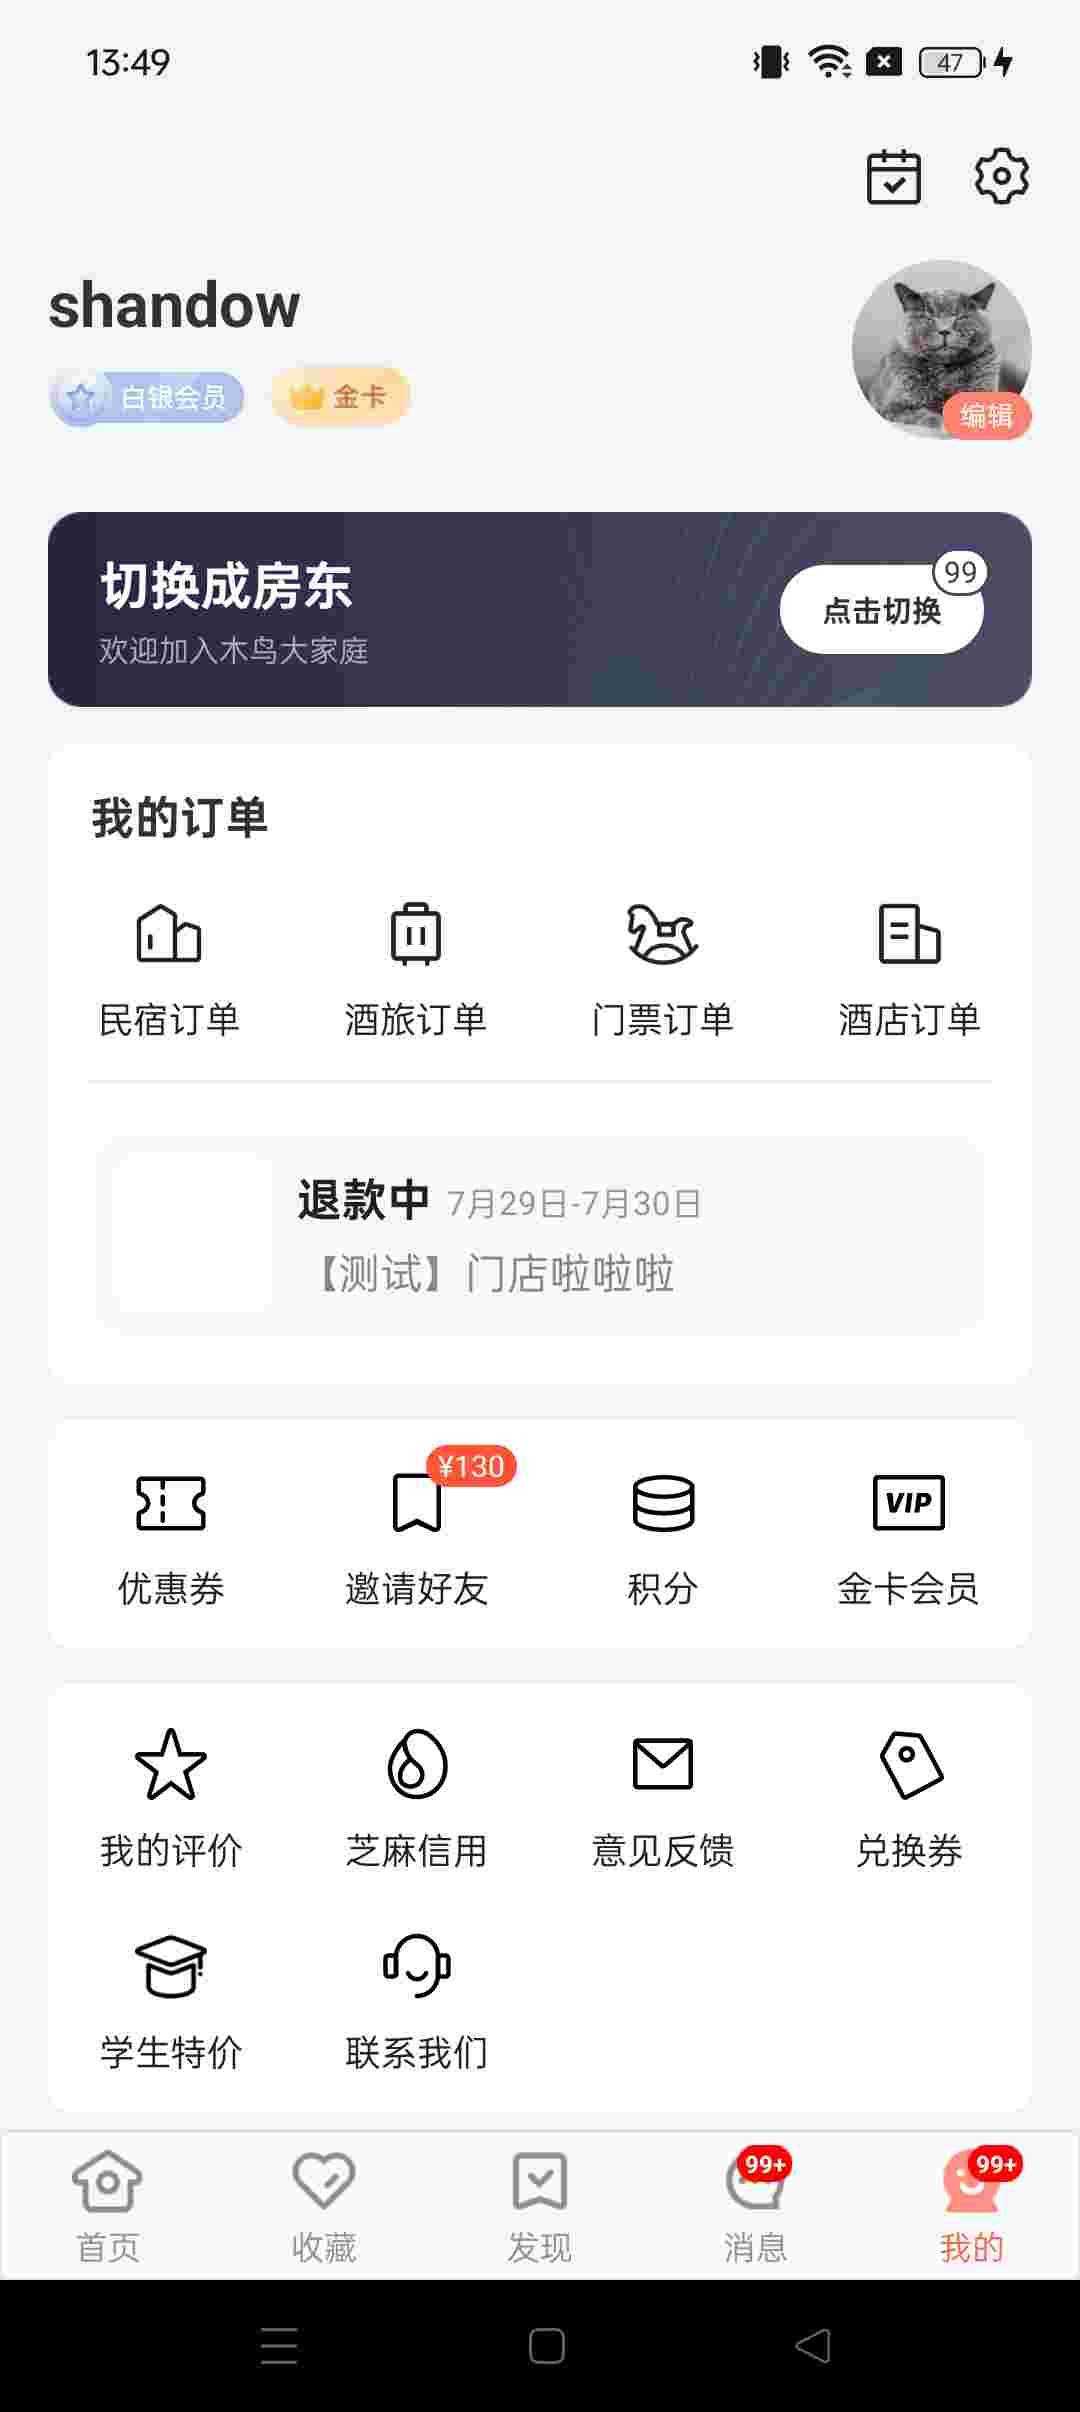 13:49
47
shandow
白银会员
金卡
编辑
切换成房东
欢迎加入木鸟大家庭
99
点击切换
我的订单
民宿订单
酒旅订单
门票订单
酒店订单
退款中 7月29日-7月30日
【测试】门店啦啦啦
¥130
VIP
优惠券
邀请好友
积分
金卡会员
我的评价
芝麻信用
意见反馈
兑换券
学生特价
联系我们
99+
99+
首页
收藏
发现
消息
我的